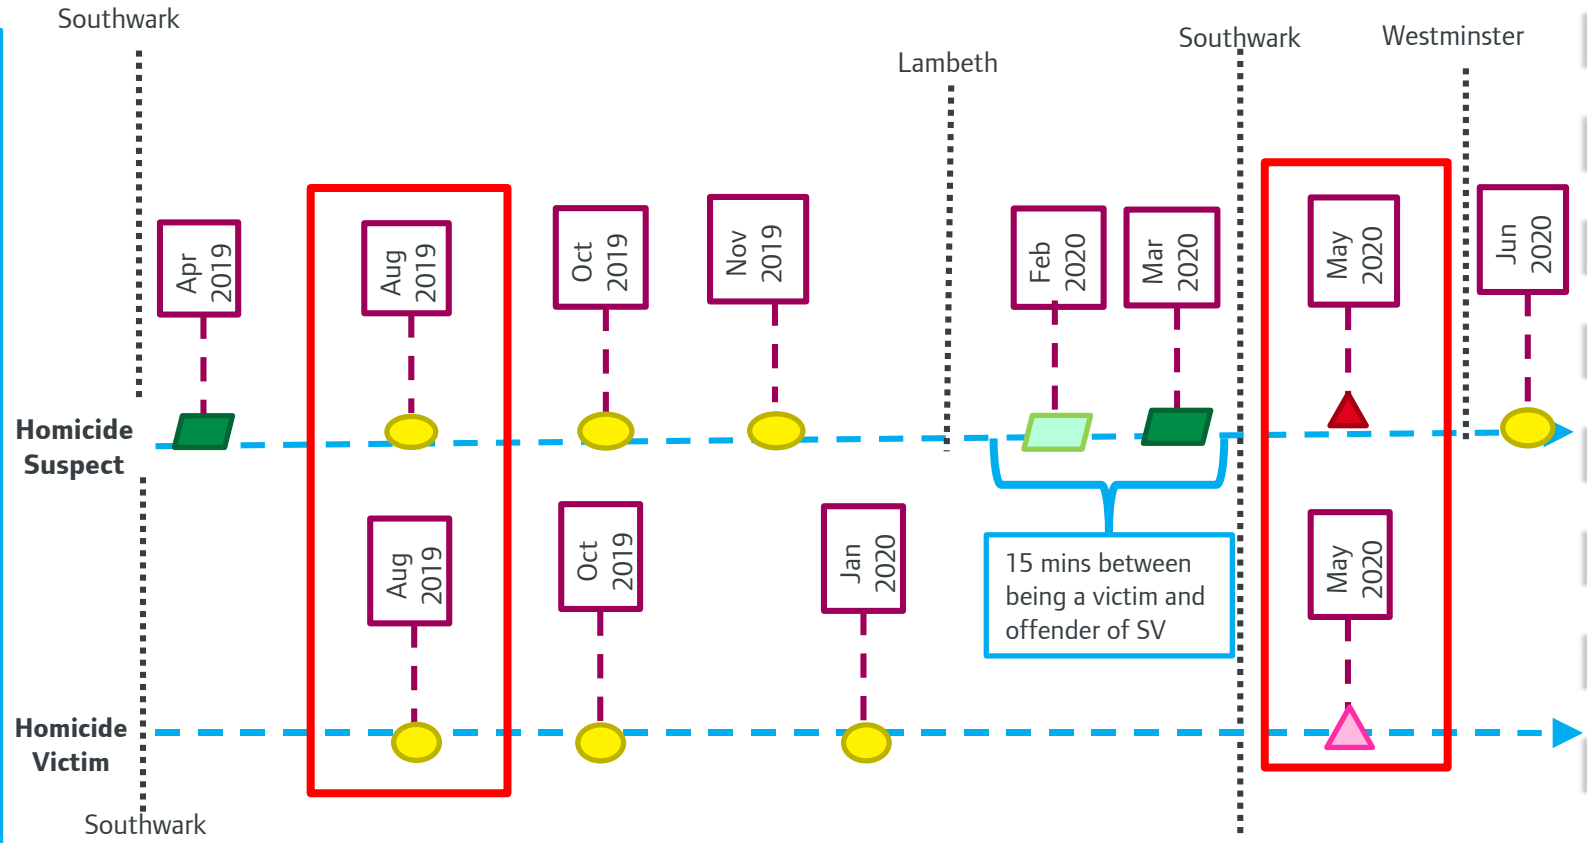 Southwark
Lambeth
Southwark
Westminster
Apr
2019
Aug
2019
Oct
2019
Nov
2019
Feb
2020
Mar
2020
May
2020
Jun
2020
Homicide
Suspect
Aug
2019
Oct
2019
Jan
2020
15 mins between
being a victim and
offender of SV
May
2020
Homicide
Victim
Southwark